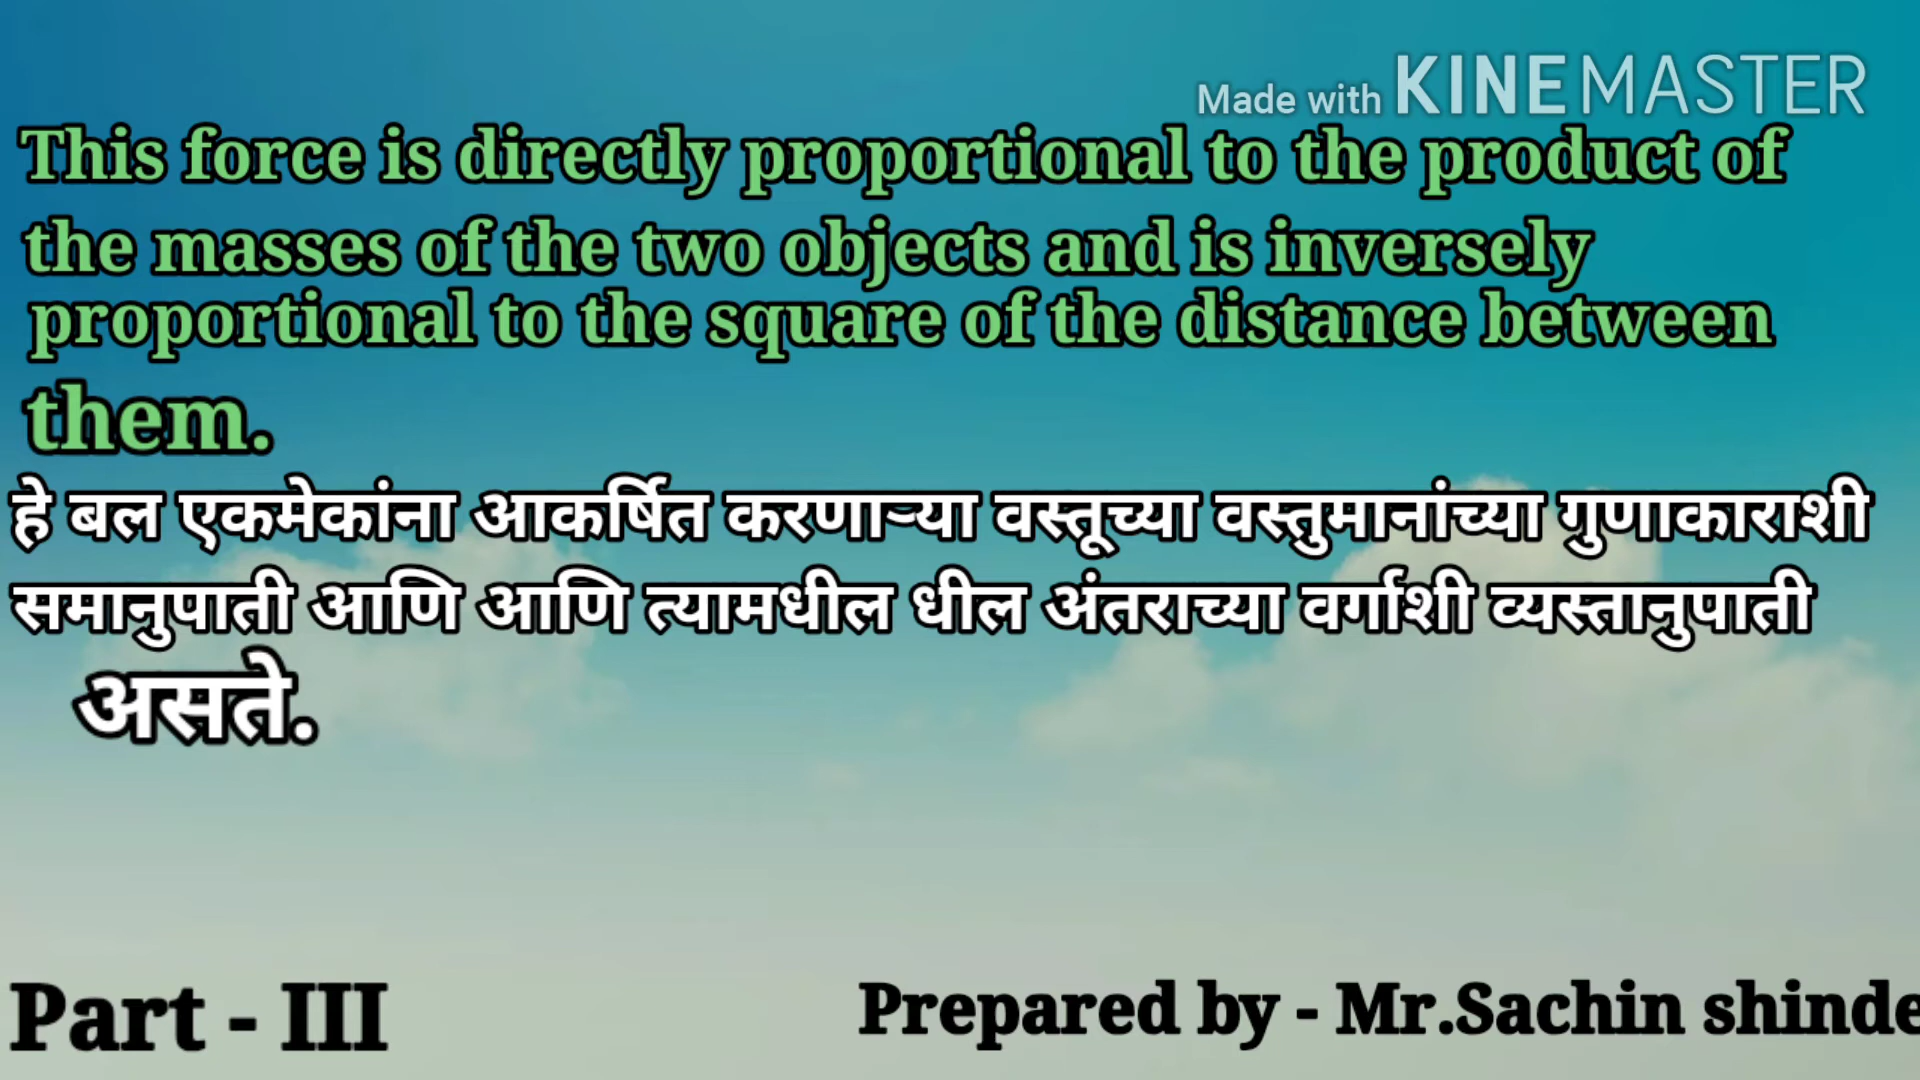 Made with KINEMASTER
This force is directly proportional to the product of
the masses of the two objects and is inversely
proportional to the square of the distance between
them.
हे बल एकमेकांना आकर्षित करणाऱ्या वस्तूच्या वस्तुमानांच्या गुणाकाराशी
समानुपाती आणि आणि त्यामधील धील अंतराच्या वर्गाशी व्यस्तानुपाती
असते.
Part - III
Prepared by - Mr.Sachin shinde